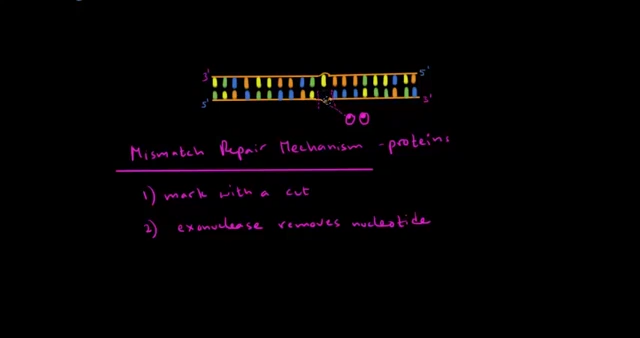 3' 5'
5' 3'
Mismatch Repair Mechanism - proteins
1) mark with a cut
2) exonuclease removes nucleotide